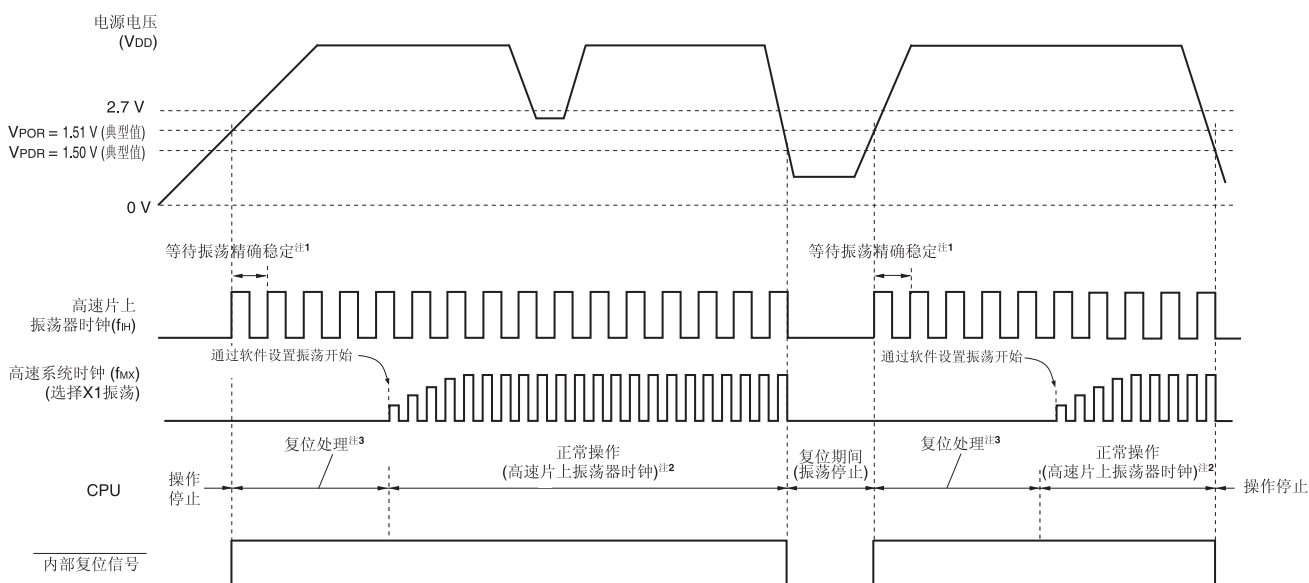 电源电压
(VDD)
2.7 V
VPOR = 1.51 V (典型值)
VPDR = 1.50 V (典型值)
0 V
等待振荡精确稳定注1
等待振荡精确稳定注1
高速片上
振荡器时钟(fIH)
通过软件设置振荡开始
通过软件设置振荡开始
高速系统时钟 (fMX)
(选择X1振荡)
CPU
操作
停止
复位处理注3
正常操作
(高速片上振荡器时钟)注2
复位期间
(振荡停止)
复位处理注3
正常操作
(高速片上振荡器时钟)注2
操作停止
内部复位信号